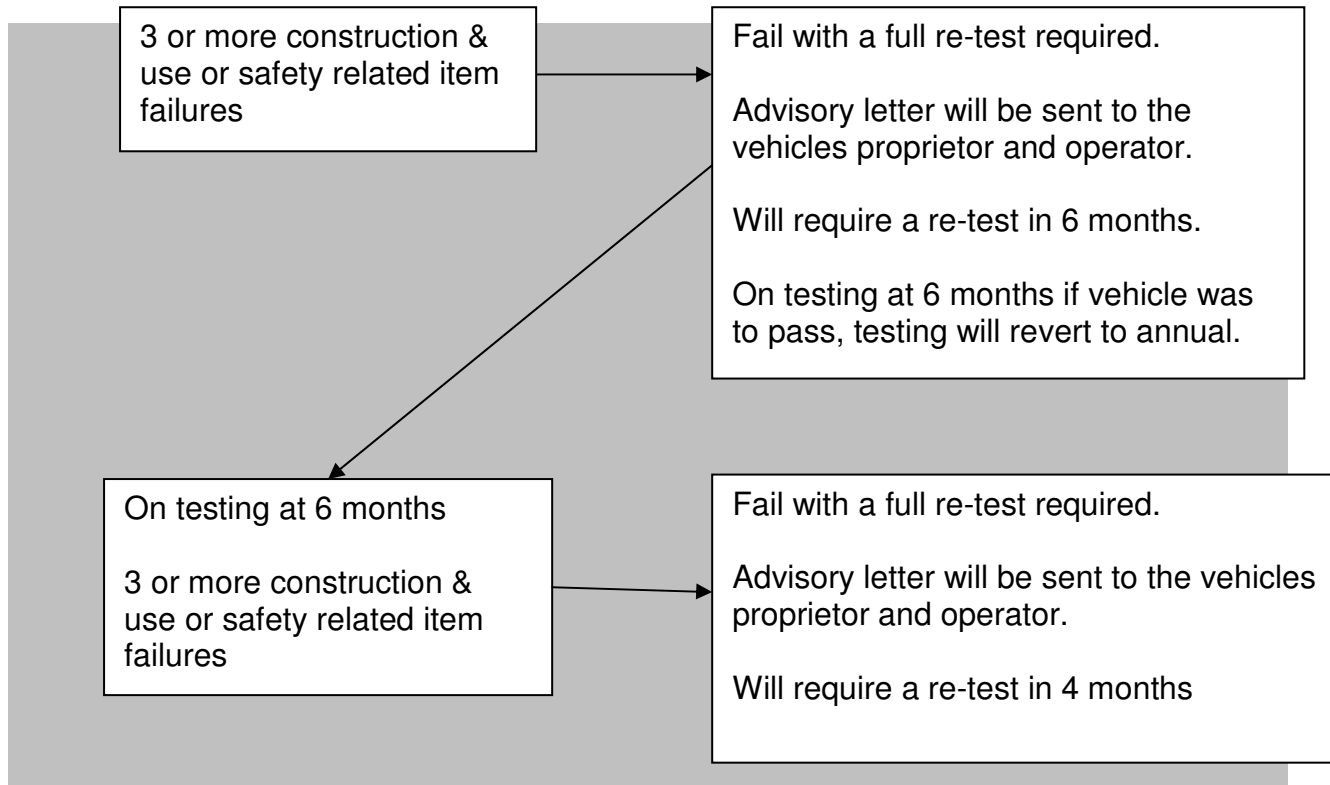 3 or more construction &
use or safety related item
failures
Fail with a full re-test required.
Advisory letter will be sent to the
vehicles proprietor and operator.
Will require a re-test in 6 months.
On testing at 6 months if vehicle was
to pass, testing will revert to annual.
On testing at 6 months
3 or more construction &
use or safety related item
failures
Fail with a full re-test required.
Advisory letter will be sent to the vehicles
proprietor and operator.
Will require a re-test in 4 months